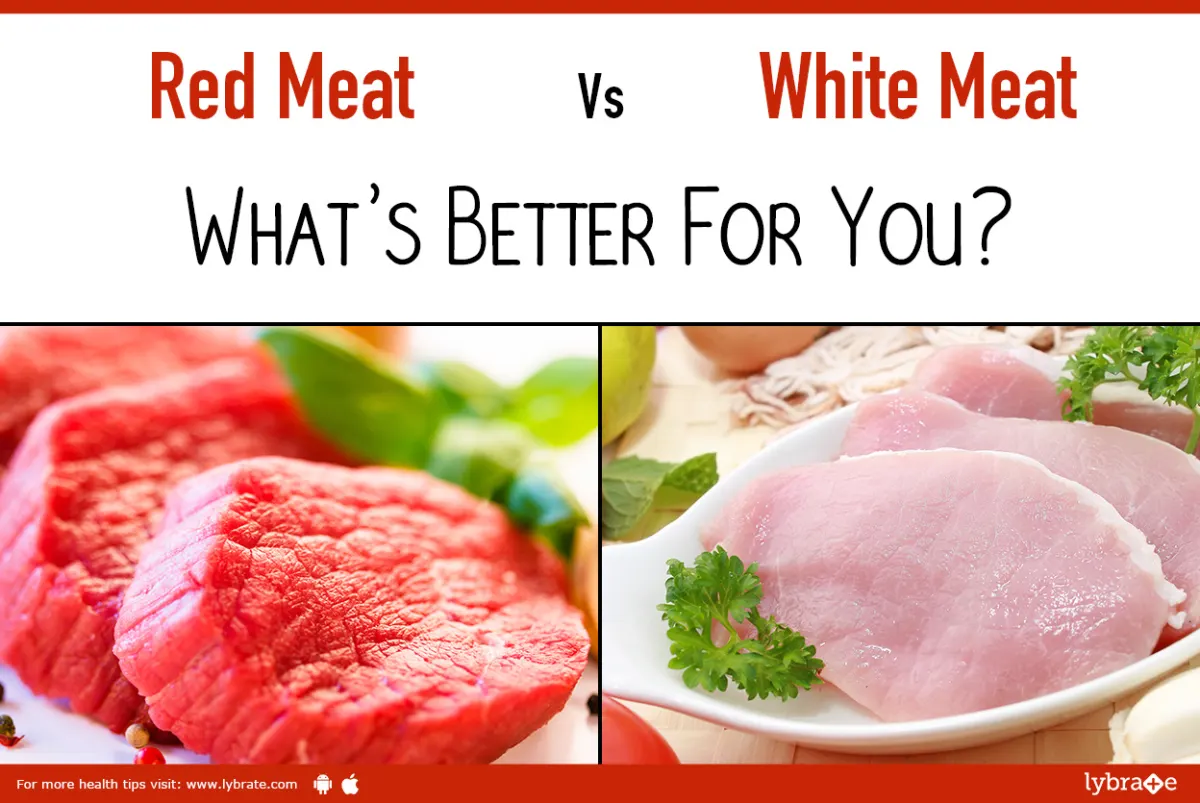 Red Meat Vs White Meat
WHAT'S BETTER FOR YOU?
For more health tips visit: www.lybrate.com
lybrate